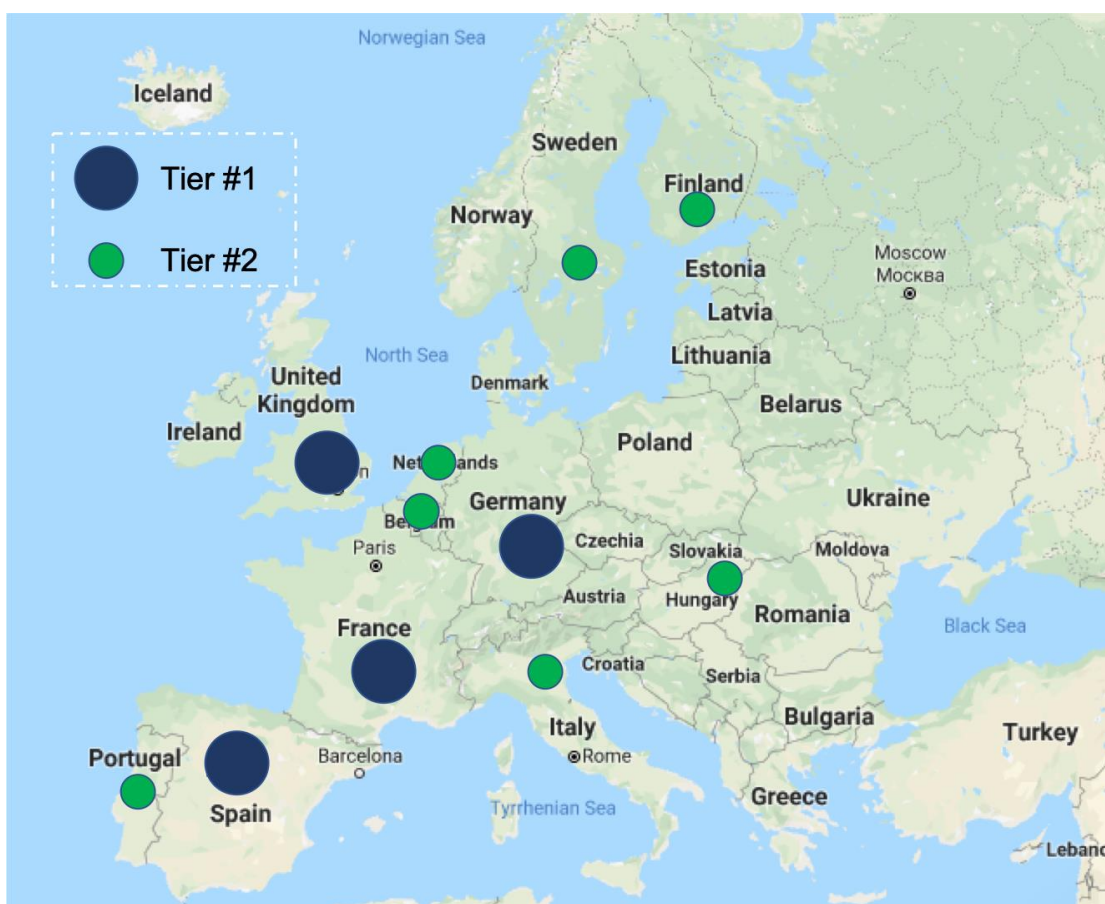 Norwegian Sea
Iceland
Tier #1
Tier #2
Sweden
Finland
Norway
Moscow
Москва
Estonia
Latvia
Lithuania
North Sea
Denmark
United
Kingdom
Ireland
Belarus
Poland
Germany
Ukraine
Paris
Czechia
Slovakia
Moldova
Austria
Hungary
Romania
France
Black Sea
Croatia
Serbia
Italy
Bulgaria
Turkey
Portugal
Barcelona
Rome
Spain
Tyrrhenian Sea
Greece